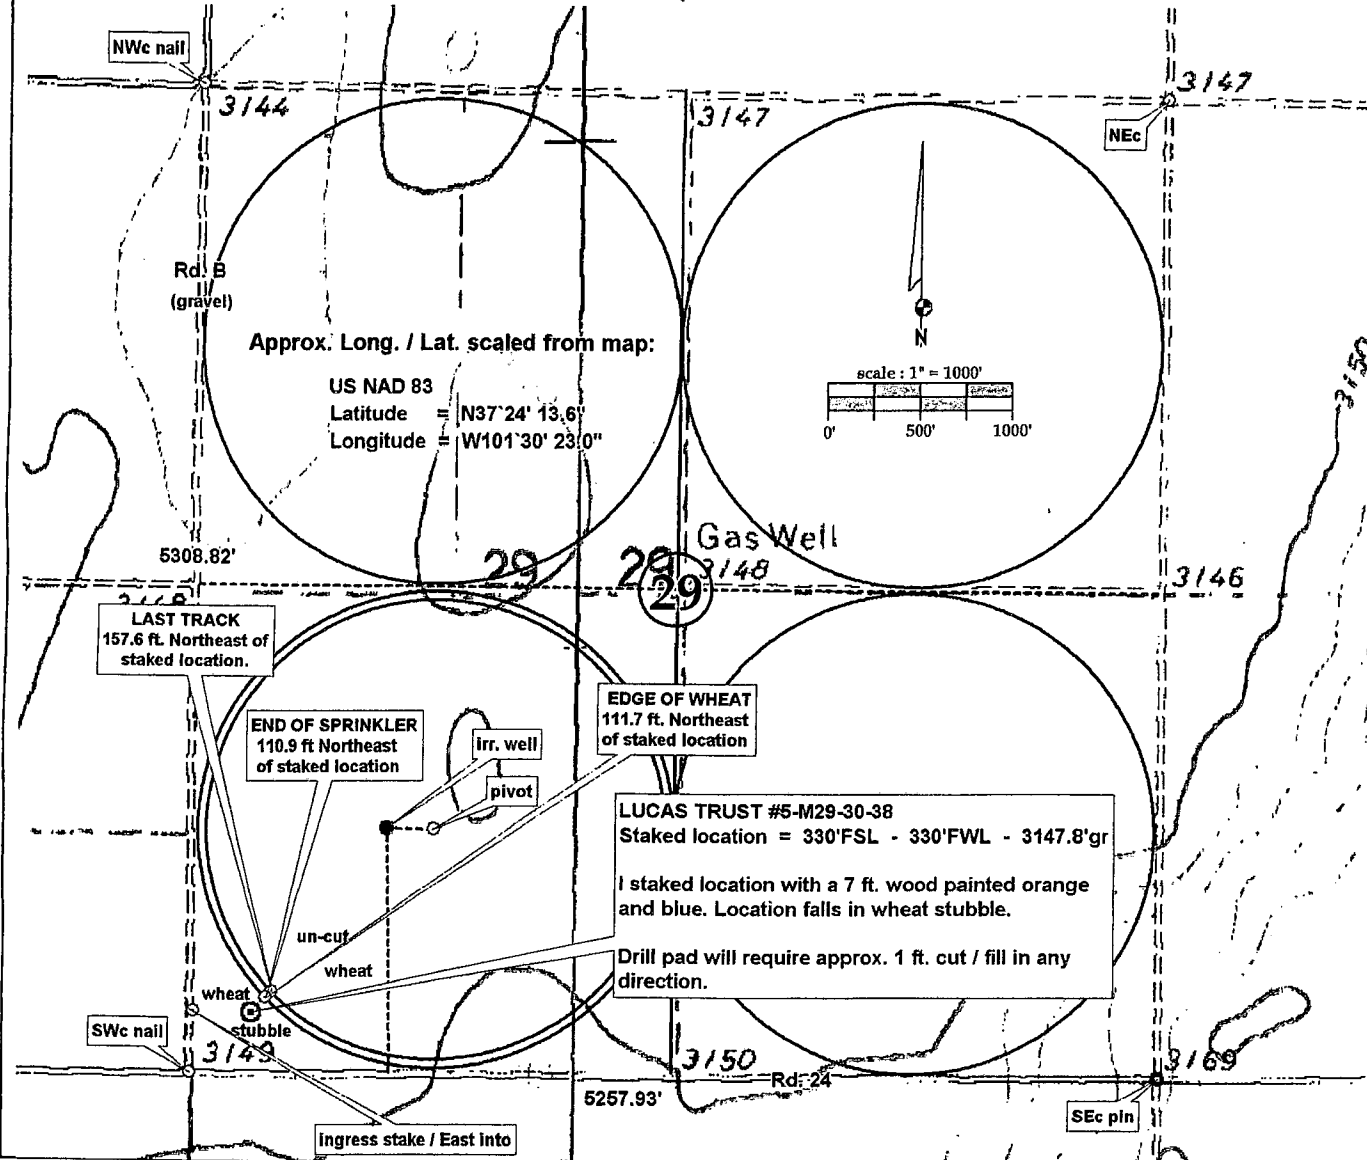 NWc nail
3144
3147
3147
NEc
Rd. B
(gravel)
Approx. Long. / Lat. scaled from map:
US NAD 83
Latitude = N37°24' 13.6"
Longitude = W101°30' 23.0"
N
scale : 1" = 1000'
0' 500' 1000'
3150
5308.82'
29
29
29
Gas Well
3148
3146
LAST TRACK
157.6 ft. Northeast of
staked location.
END OF SPRINKLER
110.9 ft Northeast
of staked location
EDGE OF WHEAT
111.7 ft. Northeast
of staked location
irr. well
pivot
LUCAS TRUST #5-M29-30-38
Staked location = 330'FSL - 330'FWL - 3147.8'gr
I staked location with a 7 ft. wood painted orange
and blue. Location falls in wheat stubble.
Drill pad will require approx. 1 ft. cut / fill in any
direction.
un-cut
wheat
wheat
stubble
SWc nail
3149
3150
Rd. 24
3169
5257.93'
SEc pin
ingress stake / East into